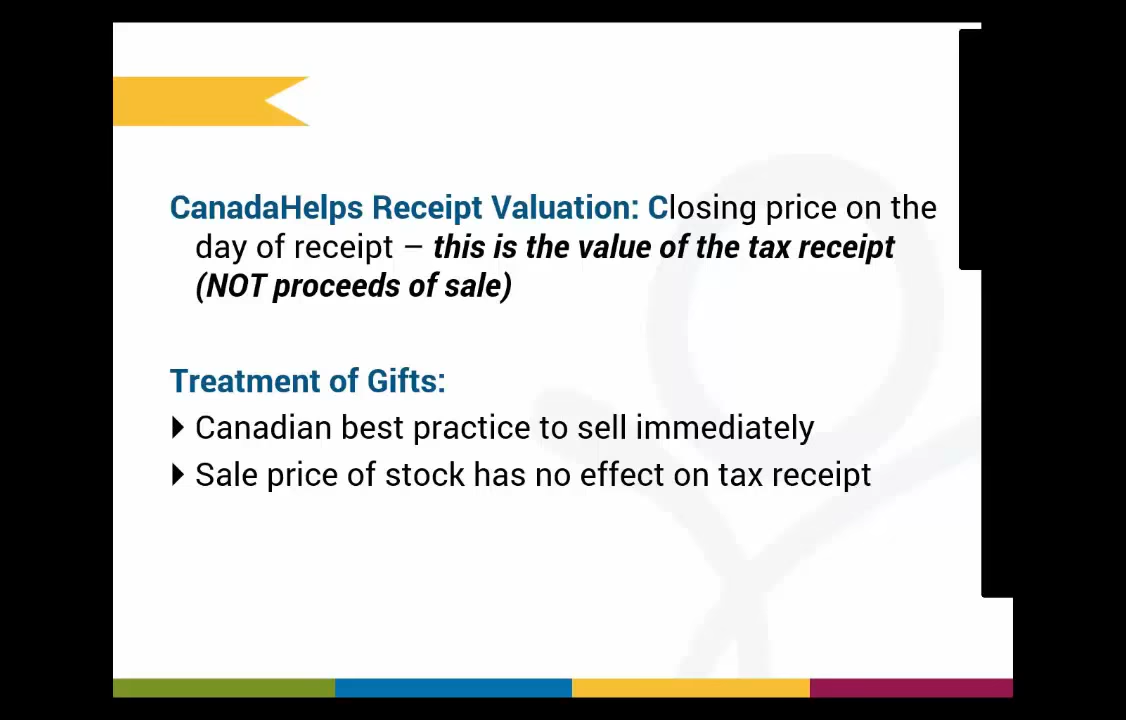 CanadaHelps Receipt Valuation: Closing price on the
day of receipt – this is the value of the tax receipt
(NOT proceeds of sale)
Treatment of Gifts:
Canadian best practice to sell immediately
Sale price of stock has no effect on tax receipt